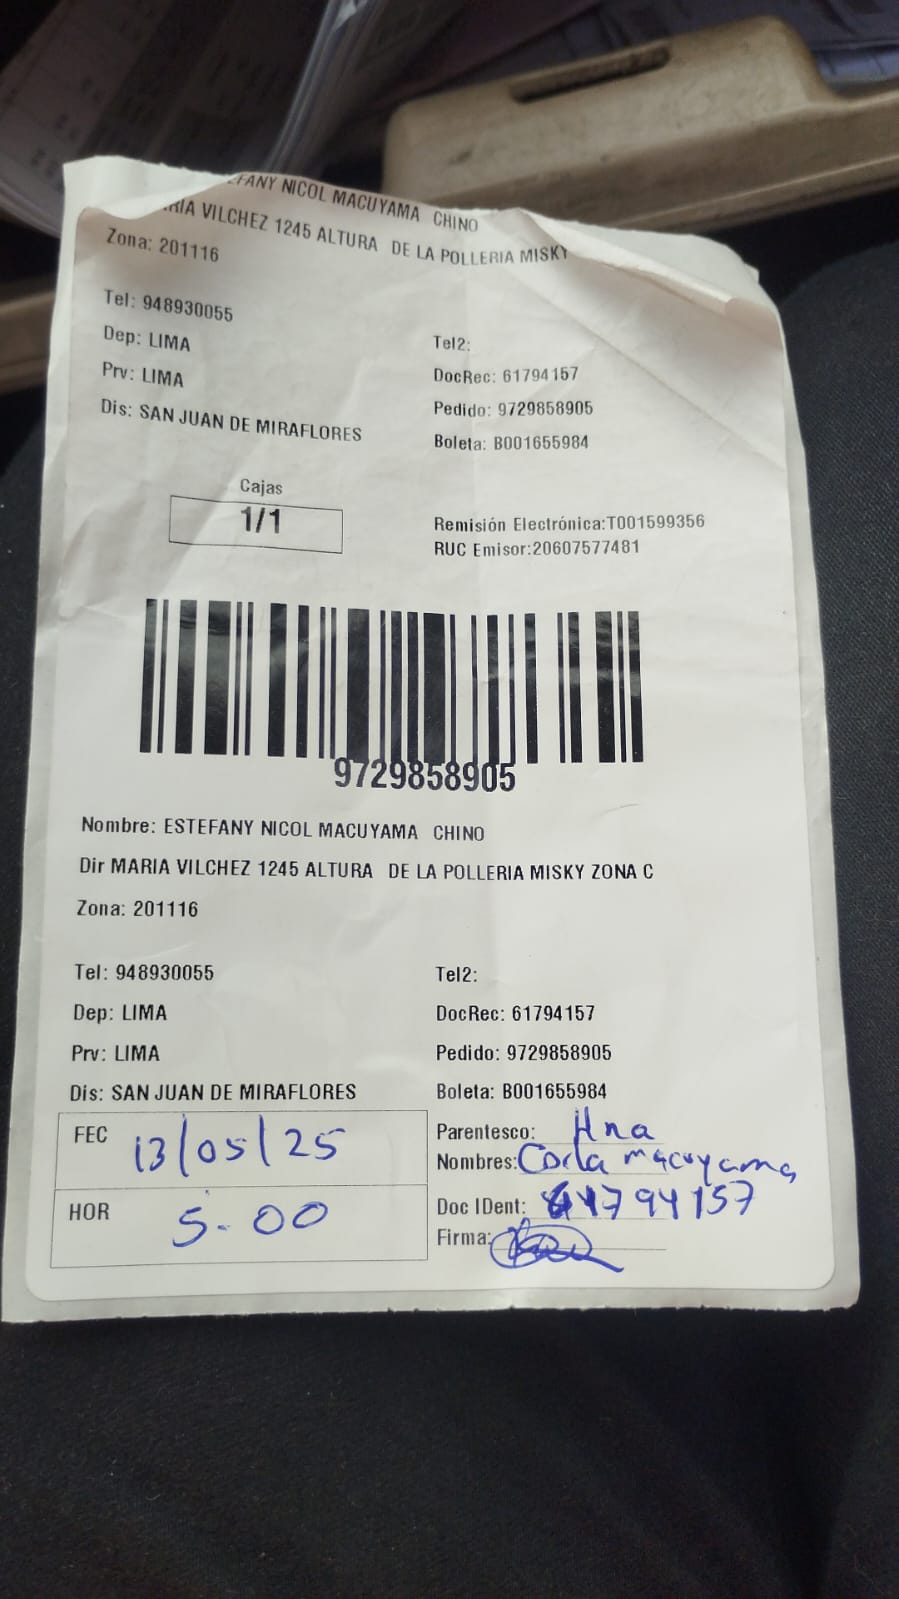 EFANY NICOL MACUYAMA CHINO
RIA VILCHEZ 1245 ALTURA DE LA POLLERIA MISKY
Zona: 201116
Tel: 948930055
Dep: LIMA
Tel2:
Prv: LIMA
DocRec: 61794157
Dis: SAN JUAN DE MIRAFLORES
Pedido: 9729858905
Boleta: B001655984
Cajas
1/1
Remisión Electrónica:T001599356
RUC Emisor:20607577481
9729858905
Nombre: ESTEFANY NICOL MACUYAMA CHINO
Dir MARIA VILCHEZ 1245 ALTURA DE LA POLLERIA MISKY ZONA C
Zona: 201116
Tel: 948930055
Tel2:
Dep: LIMA
DocRec: 61794157
Prv: LIMA
Pedido: 9729858905
Dis: SAN JUAN DE MIRAFLORES
Boleta: B001655984
FEC 13/05/25
Parentesco: Hna
Nombres: macuyama
HOR 5-00
Doc IDent: 61794157
Firma: